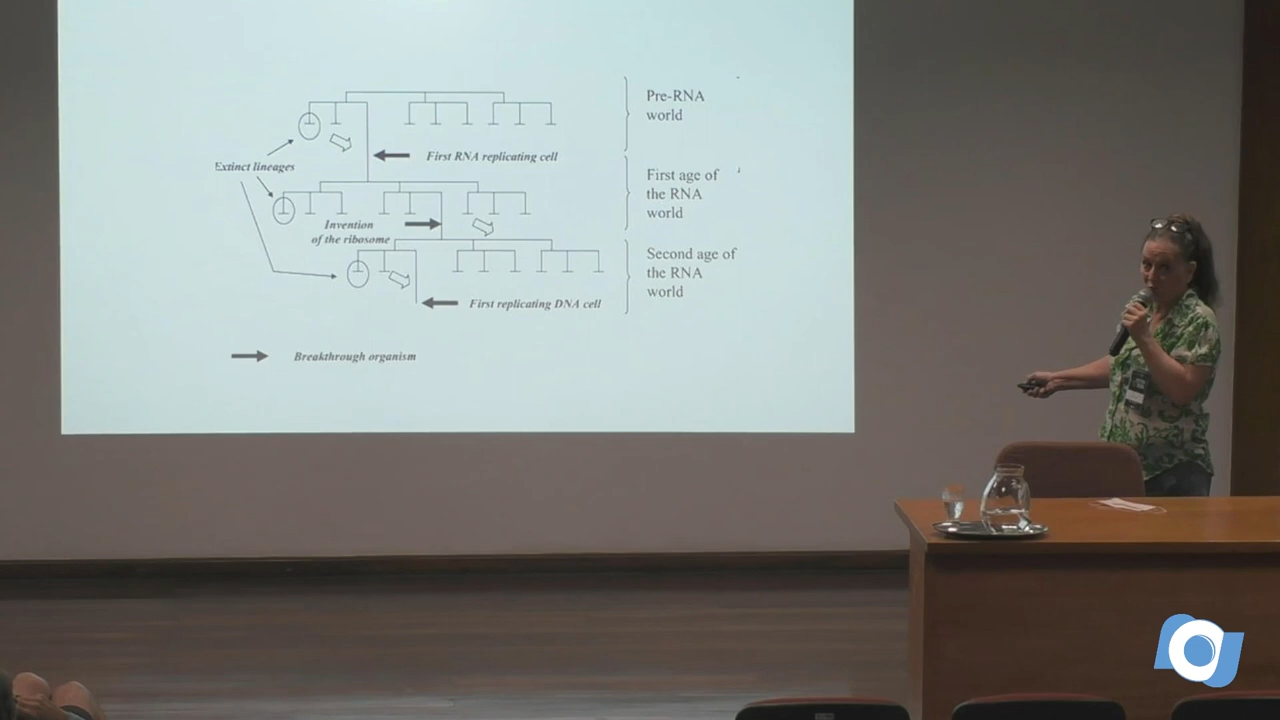 Pre-RNA
world
First RNA replicating cell
Extinct lineages
First age of
the RNA
world
Invention
of the ribosome
Second age of
the RNA
world
First replicating DNA cell
Breakthrough organism